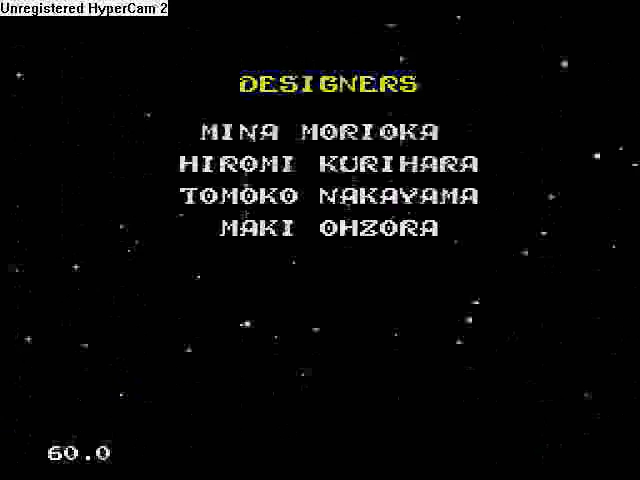 Unregistered HyperCam 2
DESIGNERS
MINA MORIOKA
HIROMI KURIHARA
TOMOKO NAKAYAMA
MAKI OHZORA
60.0